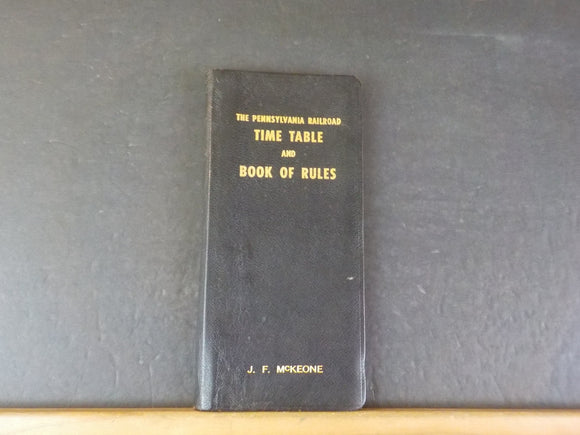 THE PENNSYLVANIA RAILROAD
TIME TABLE
AND
BOOK OF RULES
J. F. McKEONE